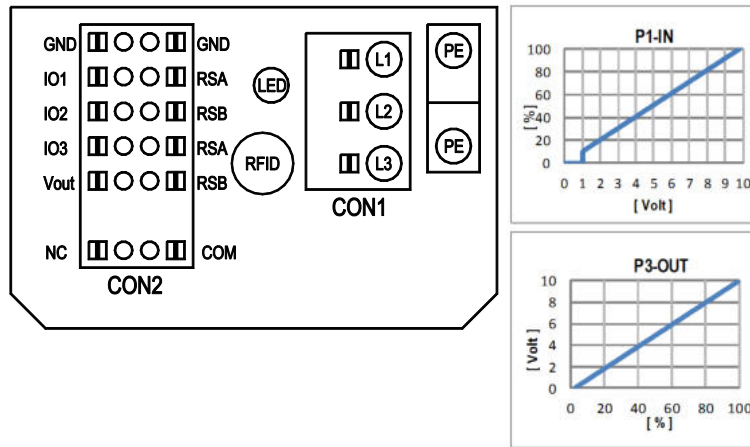 GND GND
IO1 RSA
IO2 RSB
IO3 RSA
Vout RSB
NC COM
CON2
LED
RFID
L1
L2
L3
CON1
PE
PE
P1-IN
[ % ]
100
80
60
40
20
0
0 1 2 3 4 5 6 7 8 9 10
[ Volt ]
P3-OUT
[ Volt ]
10
8
6
4
2
0
0 20 40 60 80 100
[ % ]